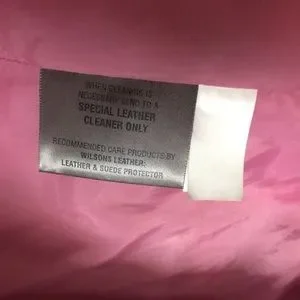 WHEN CLEANING IS
NECESSARY SEND TO A
SPECIAL LEATHER
CLEANER ONLY
RECOMMENDED CARE PRODUCTS BY
WILSONS LEATHER:
LEATHER & SUEDE PROTECTOR